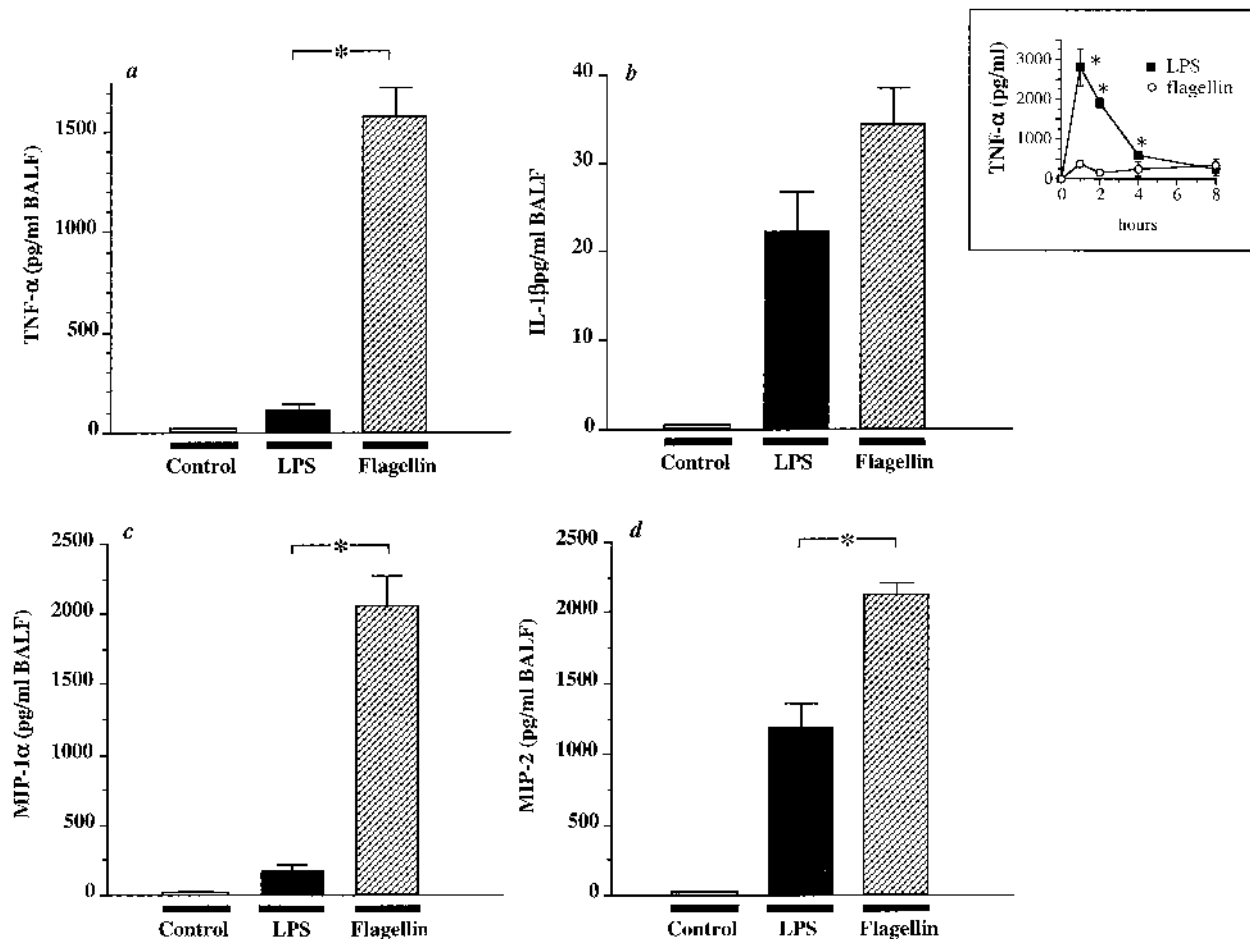 a
*
TNF-α (pg/ml BALF)
1500
1000
500
0
Control LPS Flagellin
b
IL-1βpg/ml BALF
40
30
20
10
0
Control LPS Flagellin
TNF-α (pg/ml)
3000
2000
1000
0
* * *
LPS
flagellin
0 2 4 6 8
hours
c
*
MIP-1α (pg/ml BALF)
2500
2000
1500
1000
500
0
Control LPS Flagellin
d
*
MIP-2 (pg/ml BALF)
2500
2000
1500
1000
500
0
Control LPS Flagellin